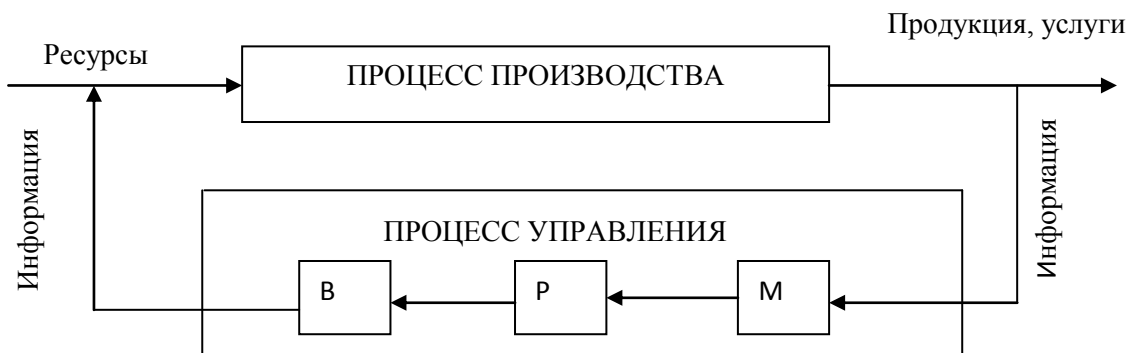 Продукция, услуги
Ресурсы
ПРОЦЕСС ПРОИЗВОДСТВА
Информация
Информация
ПРОЦЕСС УПРАВЛЕНИЯ
В
Р
М